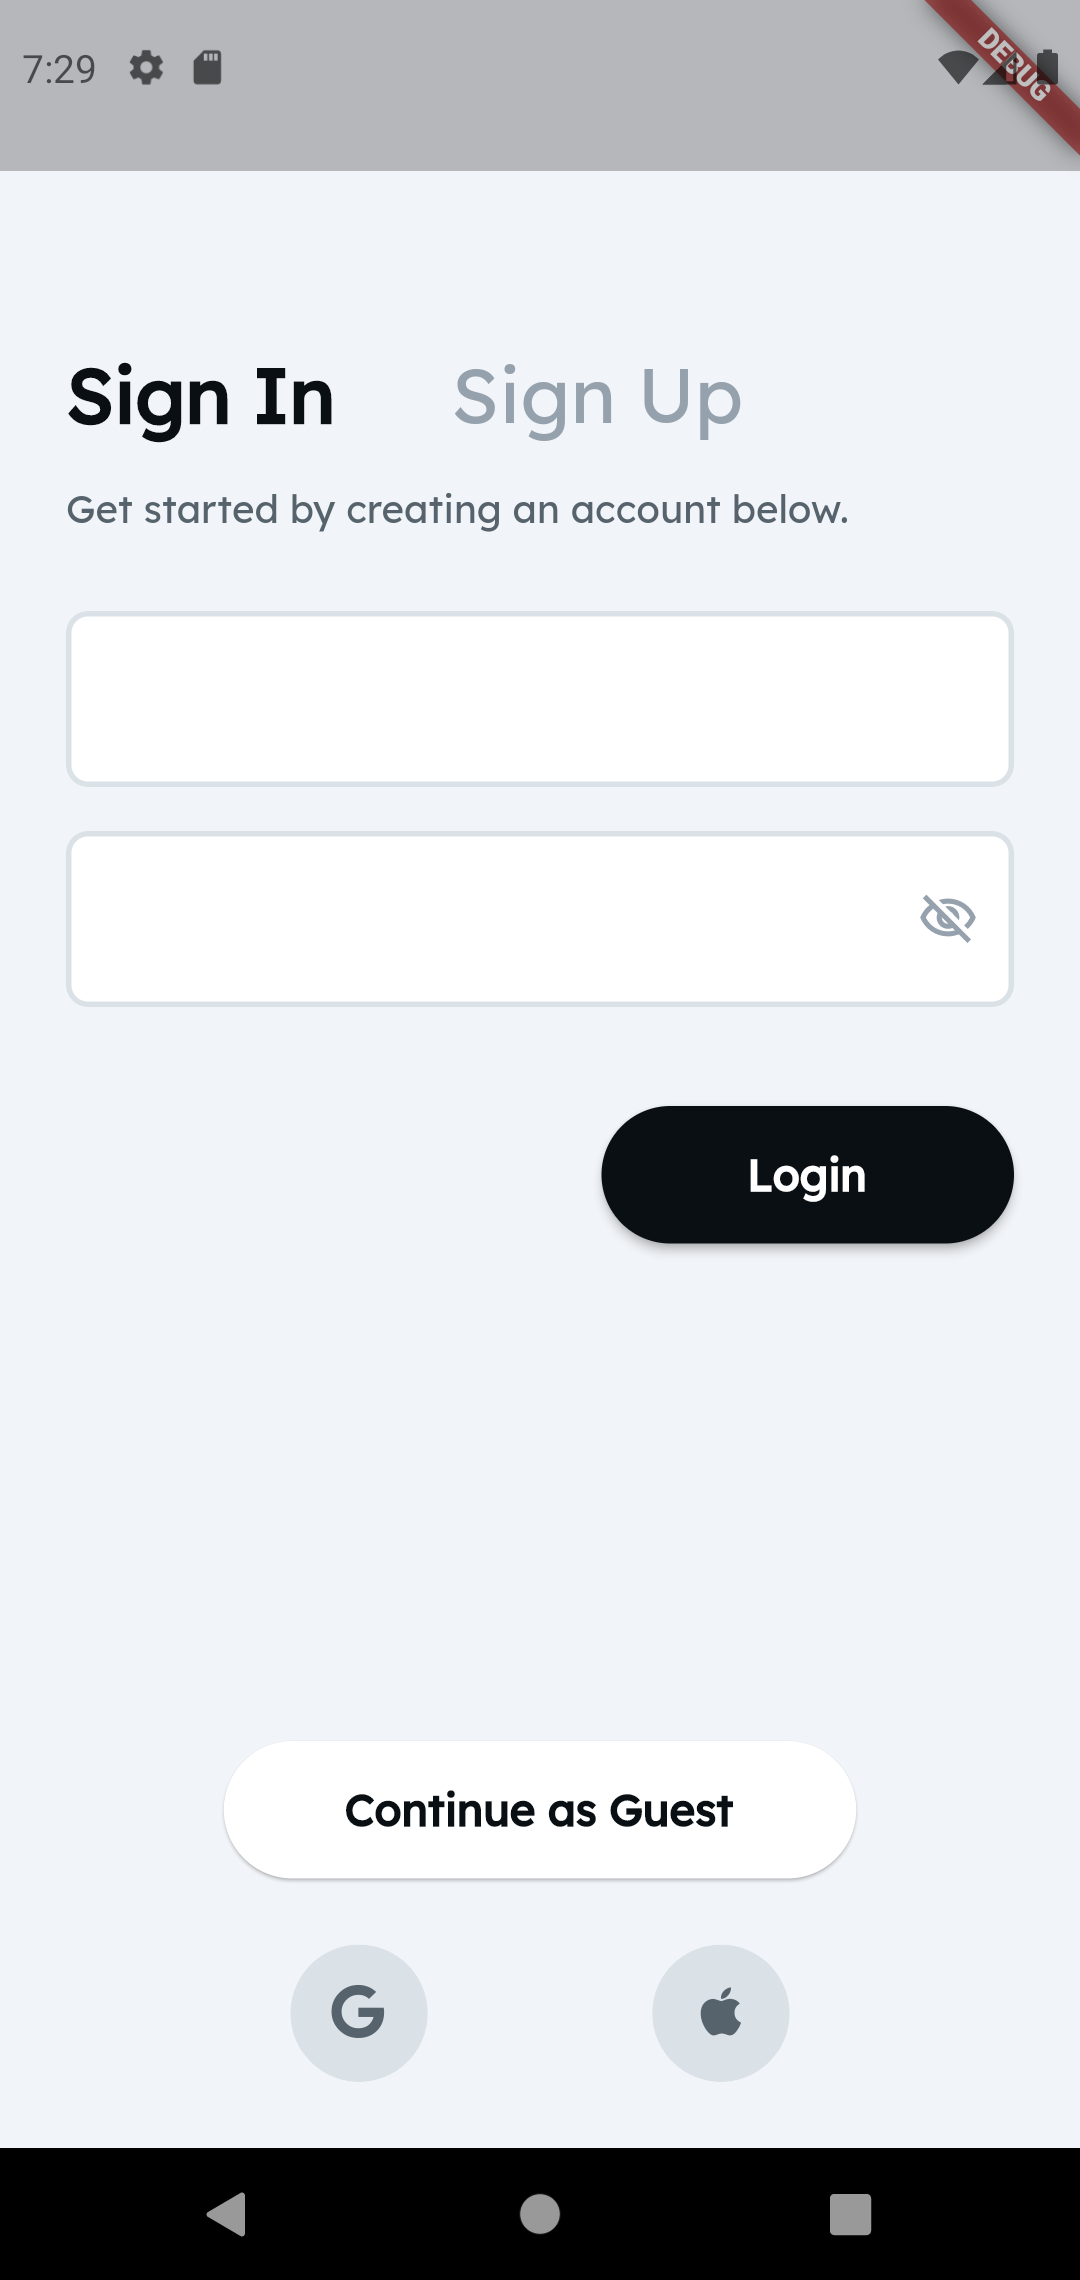 7:29
DEBUG
Sign In Sign Up
Get started by creating an account below.
Login
Continue as Guest
G